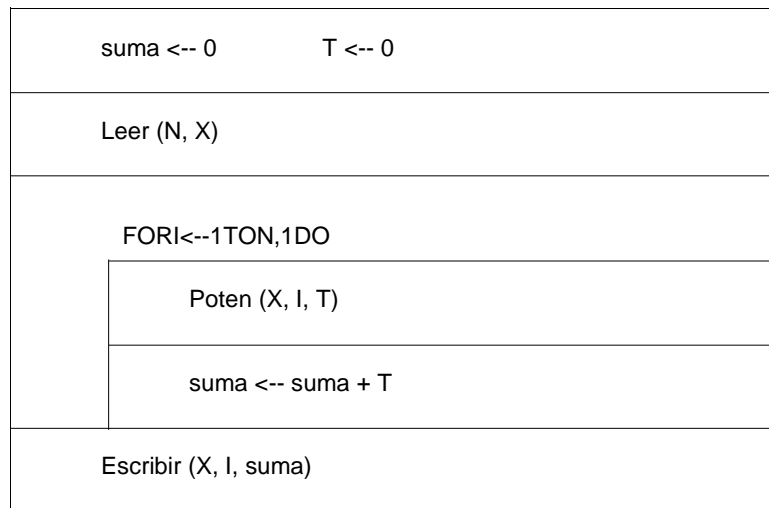 suma <-- 0 T <-- 0
Leer (N, X)
FORI<--1TON,1DO
Poten (X, I, T)
suma <-- suma + T
Escribir (X, I, suma)